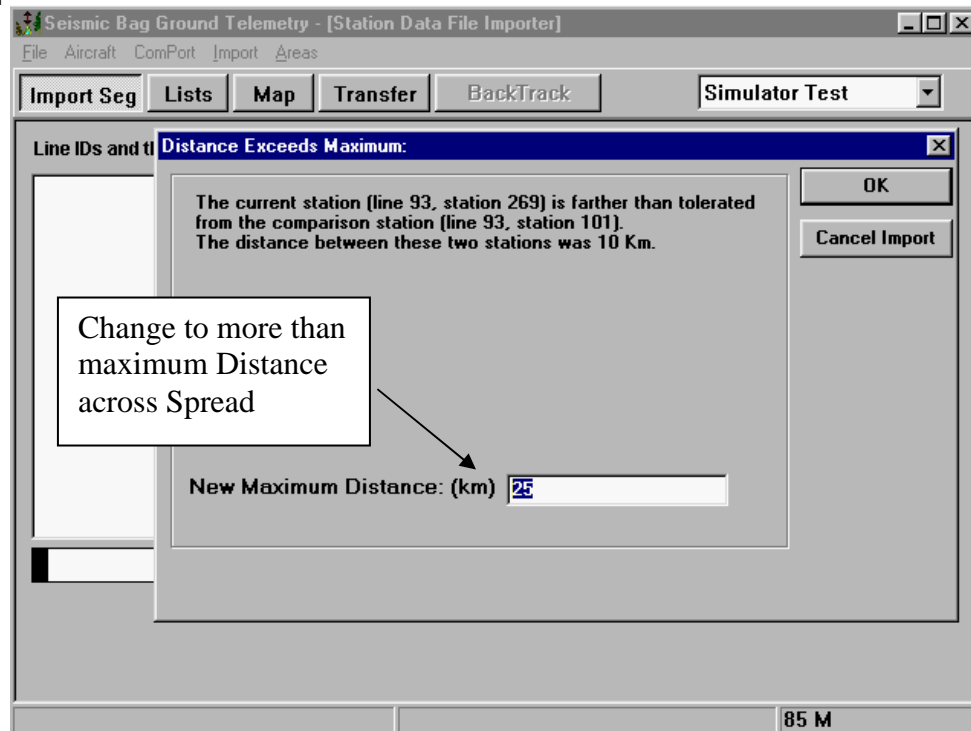 Seismic Bag Ground Telemetry - [Station Data File Importer]
File Aircraft ComPort Import Areas
Import Seg Lists Map Transfer BackTrack Simulator Test
Line IDs and
Distance Exceeds Maximum:
The current station (line 93, station 269) is farther than tolerated
from the comparison station (line 93, station 101).
The distance between these two stations was 10 Km.
OK
Cancel Import
Change to more than
maximum Distance
across Spread
New Maximum Distance: (km) 25
85 M